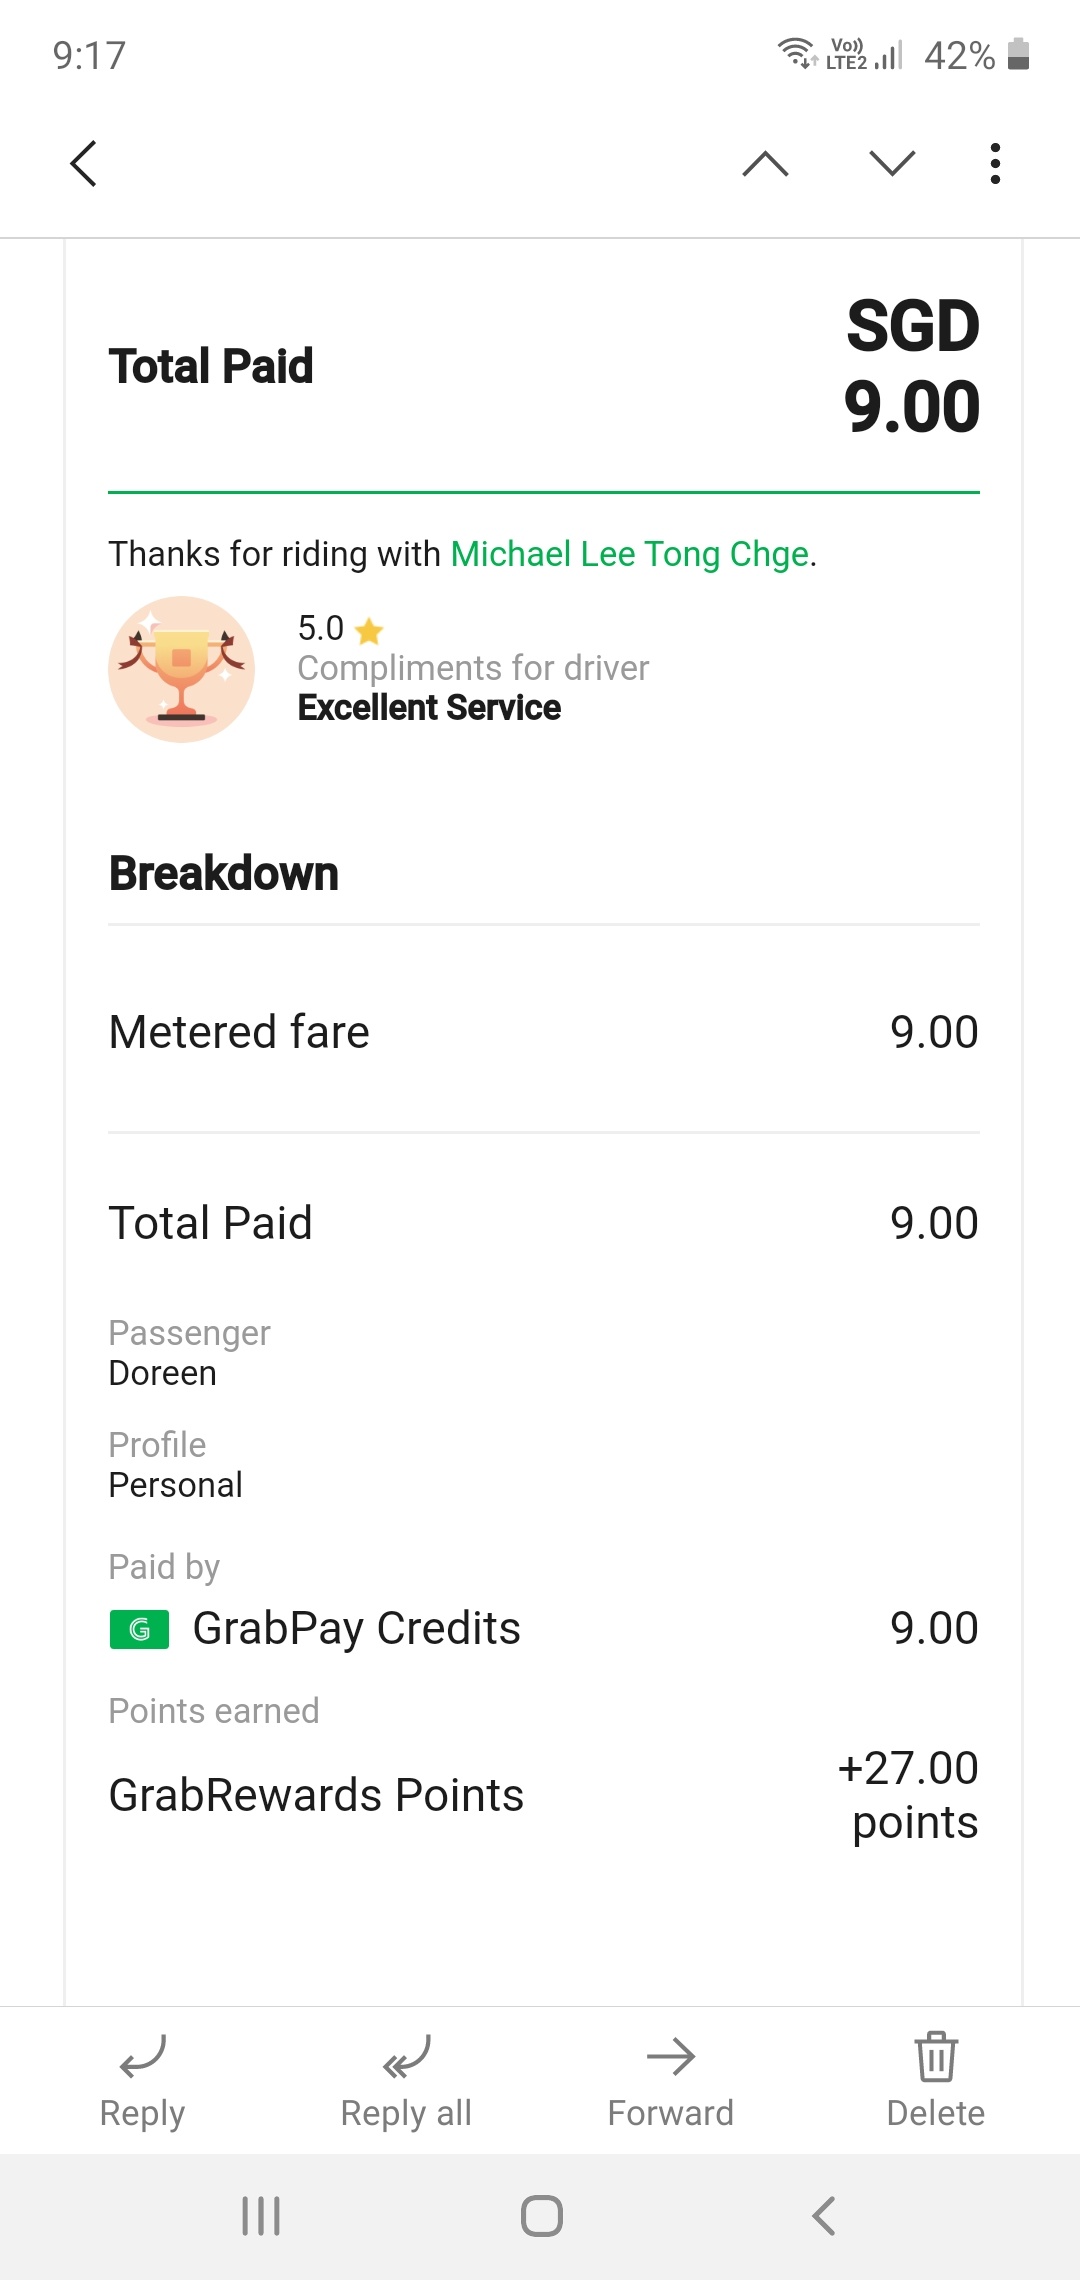 9:17
Vo))
LTE2
42%
Total Paid
SGD
9.00
Thanks for riding with Michael Lee Tong Chge.
5.0
Compliments for driver
Excellent Service
Breakdown
Metered fare 9.00
Total Paid 9.00
Passenger
Doreen
Profile
Personal
Paid by
G GrabPay Credits 9.00
Points earned
GrabRewards Points +27.00
points
Reply Reply all Forward Delete